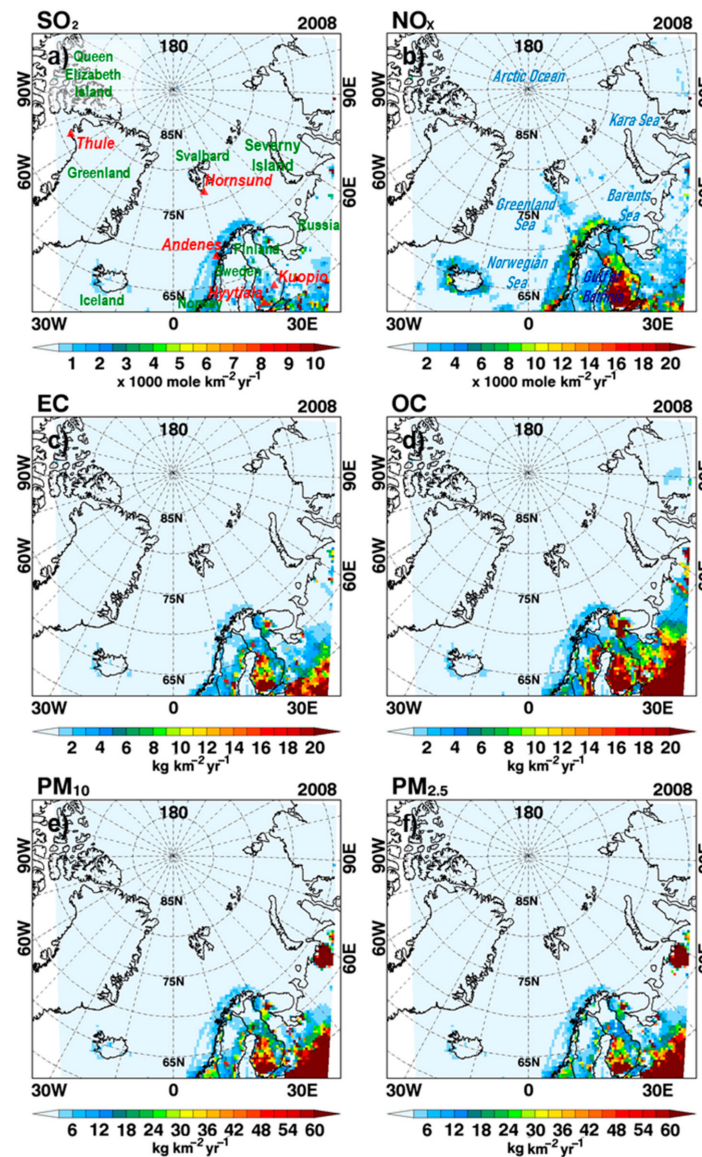 SO2 2008
a)
180
Queen
Elizabeth
Island
90E
Thule
85N
Severny
Island
Svalbard
60W
Greenland
Hornsund
60E
75N
Russia
Andenes
Finland
Sweden
Kuopio
Iceland
65N
Hyytiala
30W 0 30E
1 2 3 4 5 6 7 8 9 10
x 1000 mole km-2 yr-1
NOX 2008
b)
180
Arctic Ocean
90W
90E
Kara Sea
85N
60W
60E
Greenland
Sea
75N
Barents
Sea
Norwegian
Sea
Gulf of
Bothnia
65N
30W 0 30E
2 4 6 8 10 12 14 16 18 20
x 1000 mole km-2 yr-1
EC 2008
c)
180
90W
90E
85N
60W
60E
75N
65N
30W 0 30E
2 4 6 8 10 12 14 16 18 20
kg km-2 yr-1
OC 2008
d)
180
90W
90E
85N
60W
60E
75N
65N
30W 0 30E
2 4 6 8 10 12 14 16 18 20
kg km-2 yr-1
PM10 2008
e)
180
90W
90E
85N
60W
60E
75N
65N
30W 0 30E
6 12 18 24 30 36 42 48 54 60
kg km-2 yr-1
PM2.5 2008
f)
180
90W
90E
85N
60W
60E
75N
65N
30W 0 30E
6 12 18 24 30 36 42 48 54 60
kg km-2 yr-1